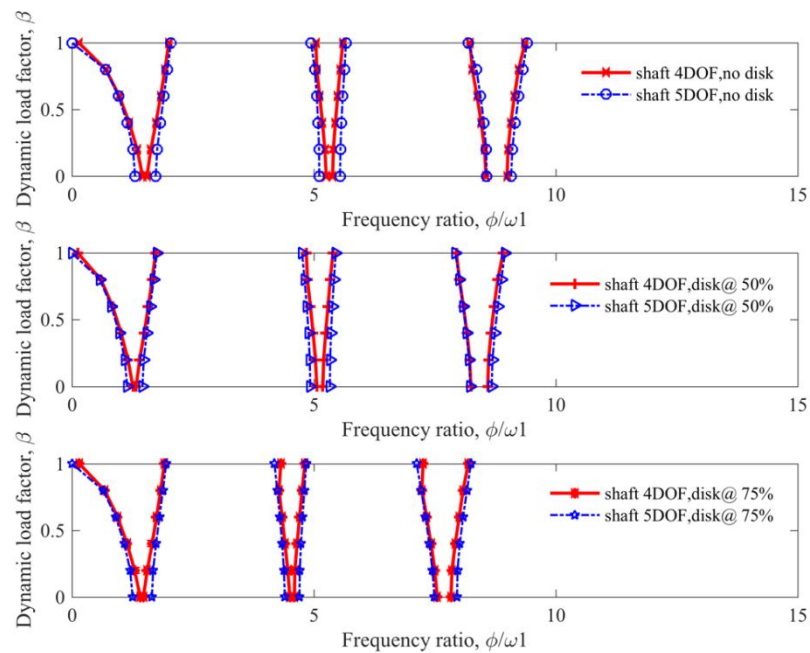 Dynamic load factor, β
1
0.5
0
0 5 10 15
Frequency ratio, ϕ/ω1
shaft 4DOF,no disk
shaft 5DOF,no disk
Dynamic load factor, β
1
0.5
0
0 5 10 15
Frequency ratio, ϕ/ω1
shaft 4DOF,disk@ 50%
shaft 5DOF,disk@ 50%
Dynamic load factor, β
1
0.5
0
0 5 10 15
Frequency ratio, ϕ/ω1
shaft 4DOF,disk@ 75%
shaft 5DOF,disk@ 75%